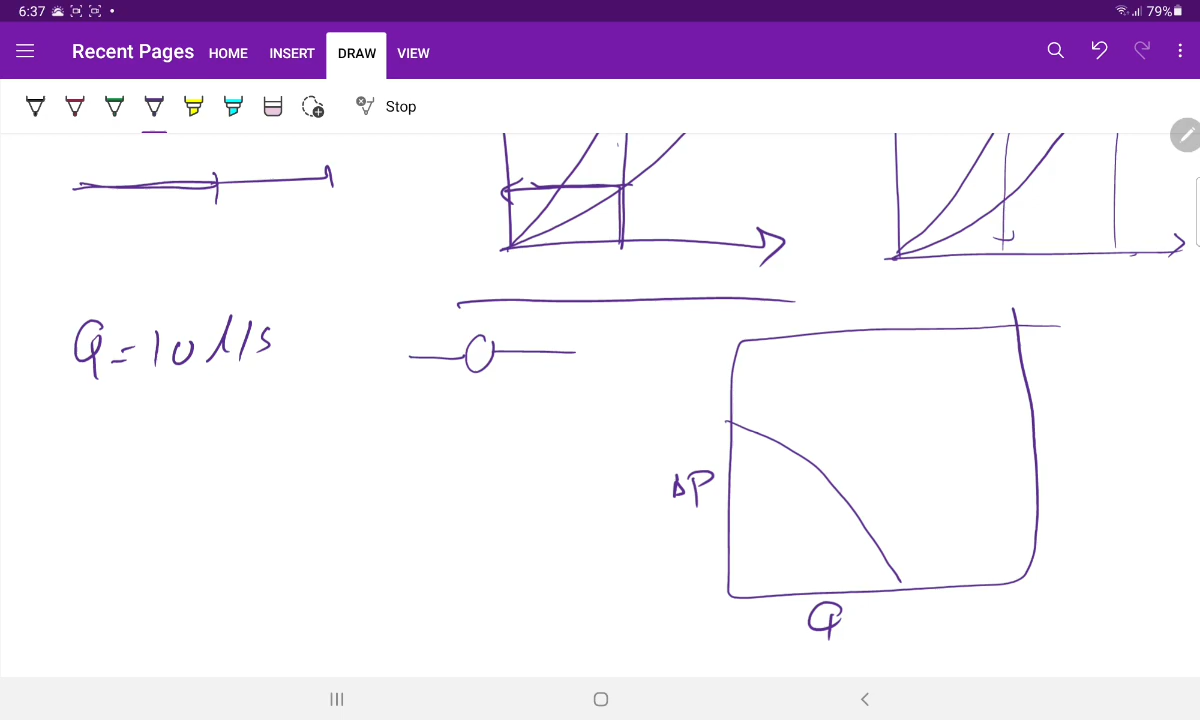 6:37 79%
Recent Pages HOME INSERT DRAW VIEW
Stop
Q = 10 l/s
ΔP
Q